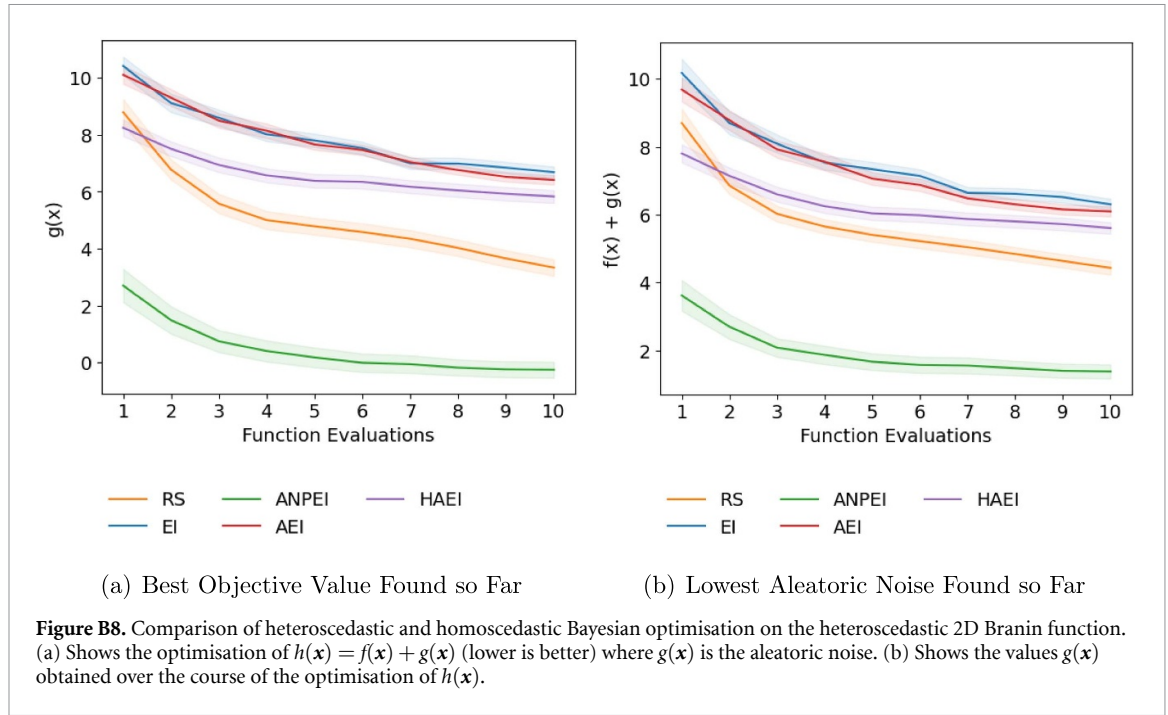 g(x)
10
8
6
4
2
0
1 2 3 4 5 6 7 8 9 10
Function Evaluations
RS ANPEI HAEI
EI AEI
(a) Best Objective Value Found so Far
f(x) + g(x)
10
8
6
4
2
1 2 3 4 5 6 7 8 9 10
Function Evaluations
RS ANPEI HAEI
EI AEI
(b) Lowest Aleatoric Noise Found so Far
Figure B8. Comparison of heteroscedastic and homoscedastic Bayesian optimisation on the heteroscedastic 2D Branin function.
(a) Shows the optimisation of h(x) = f(x) + g(x) (lower is better) where g(x) is the aleatoric noise. (b) Shows the values g(x)
obtained over the course of the optimisation of h(x).